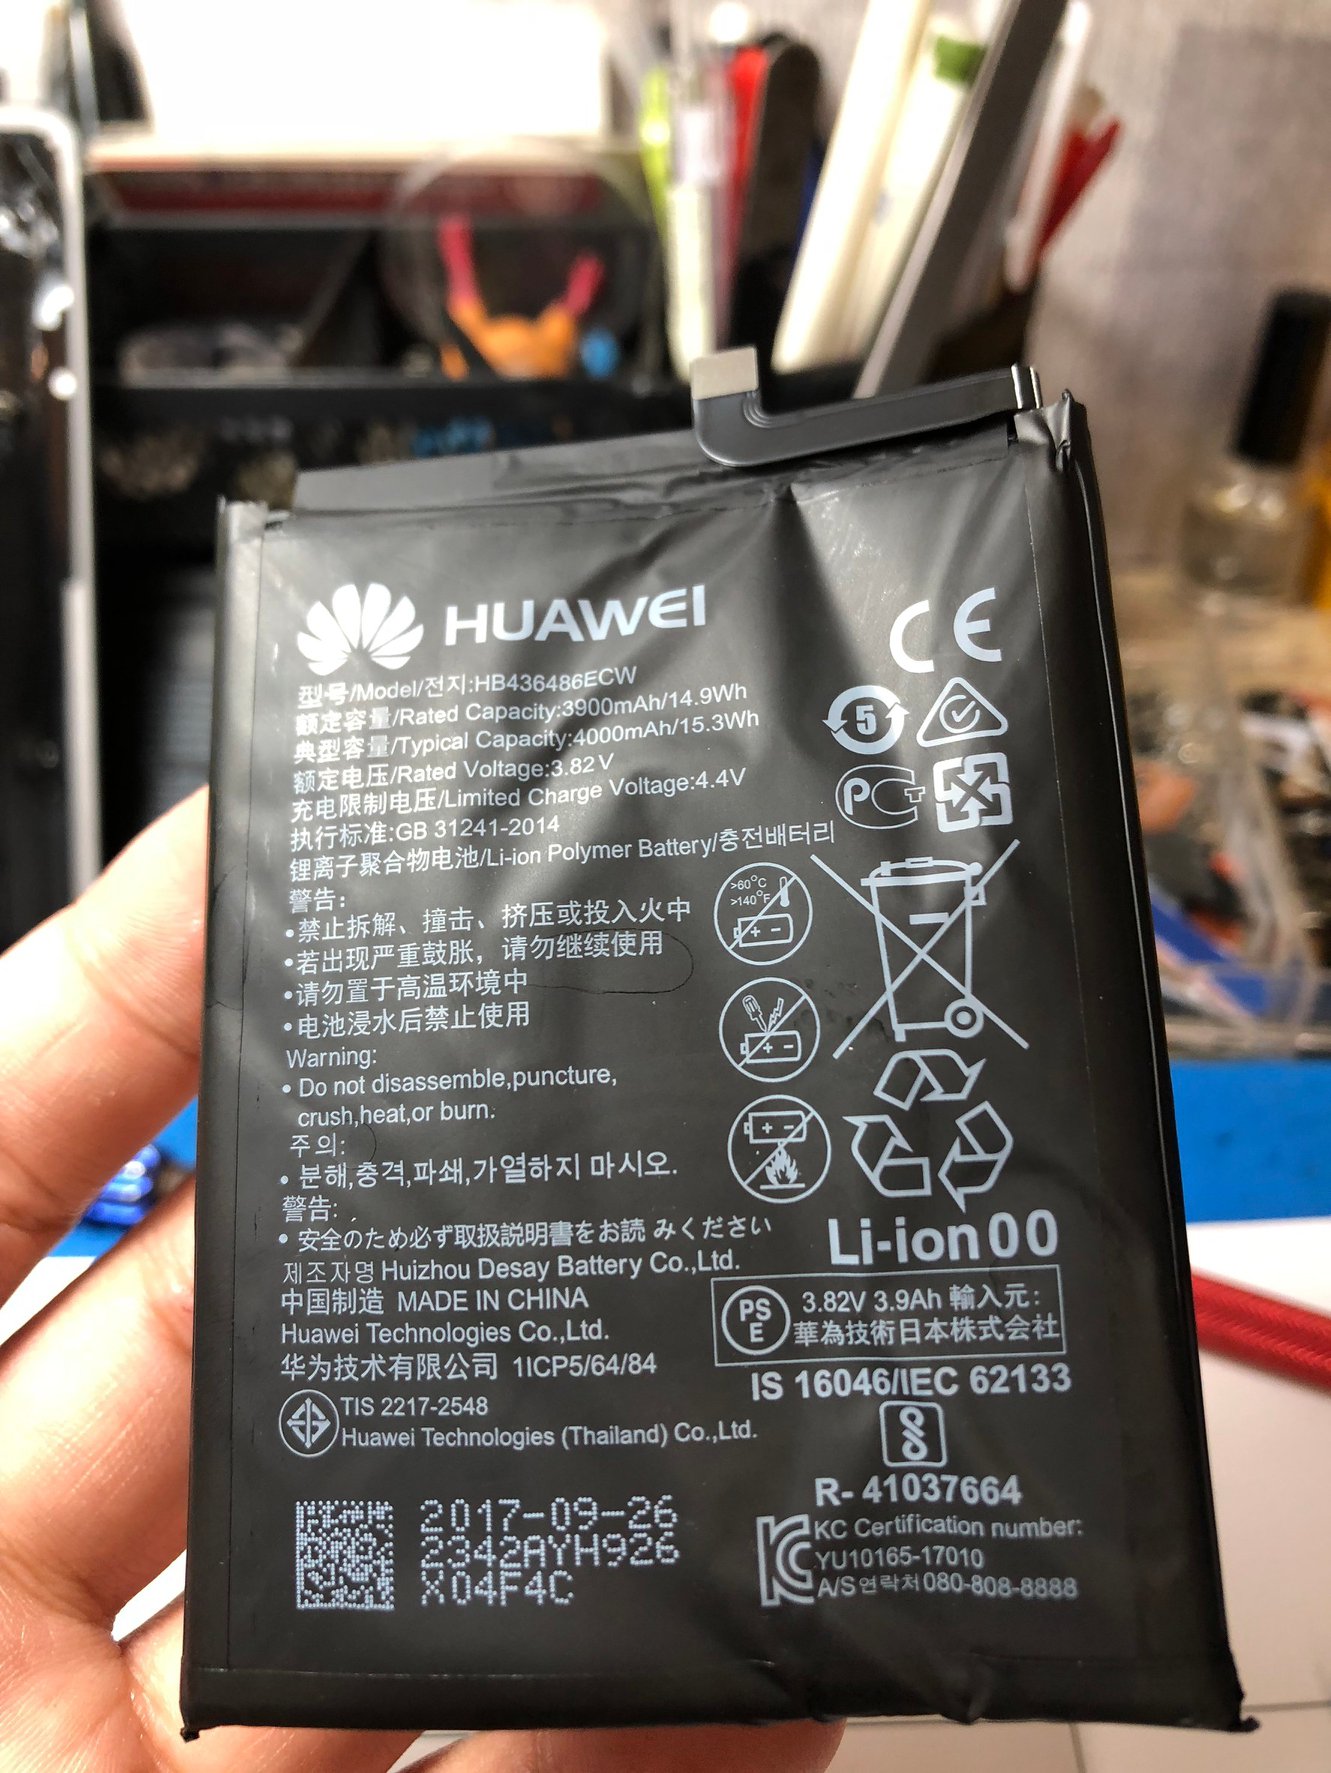 HUAWEI
CE
型号/Model/전지:HB436486ECW
额定容量/Rated Capacity:3900mAh/14.9Wh
典型容量/Typical Capacity:4000mAh/15.3Wh
额定电压/Rated Voltage:3.82V
充电限制电压/Limited Charge Voltage:4.4V
执行标准:GB 31241-2014
锂离子聚合物电池/Li-ion Polymer Battery/충전배터리
5
PCT
警告:
•禁止拆解、撞击、挤压或投入火中
•若出现严重鼓胀，请勿继续使用
•请勿置于高温环境中
•电池浸水后禁止使用
Warning:
• Do not disassemble,puncture,
crush,heat,or burn.
주의:
• 분해,충격,파쇄,가열하지 마시오.
警告:
• 安全のため必ず取扱説明書をお読みください
제조자명 Huizhou Desay Battery Co.,Ltd.
中国制造 MADE IN CHINA
Huawei Technologies Co.,Ltd.
华为技术有限公司 1ICP5/64/84
TIS 2217-2548
Huawei Technologies (Thailand) Co.,Ltd.
2017-09-26
2342AYH926
X04F4C
>60°C
>140°F
+ -
+ -
+ -
Li-ion00
PS
E
3.82V 3.9Ah 輸入元:
華為技術日本株式会社
IS 16046/IEC 62133
R- 41037664
KC Certification number:
YU10165-17010
A/S연락처080-808-8888